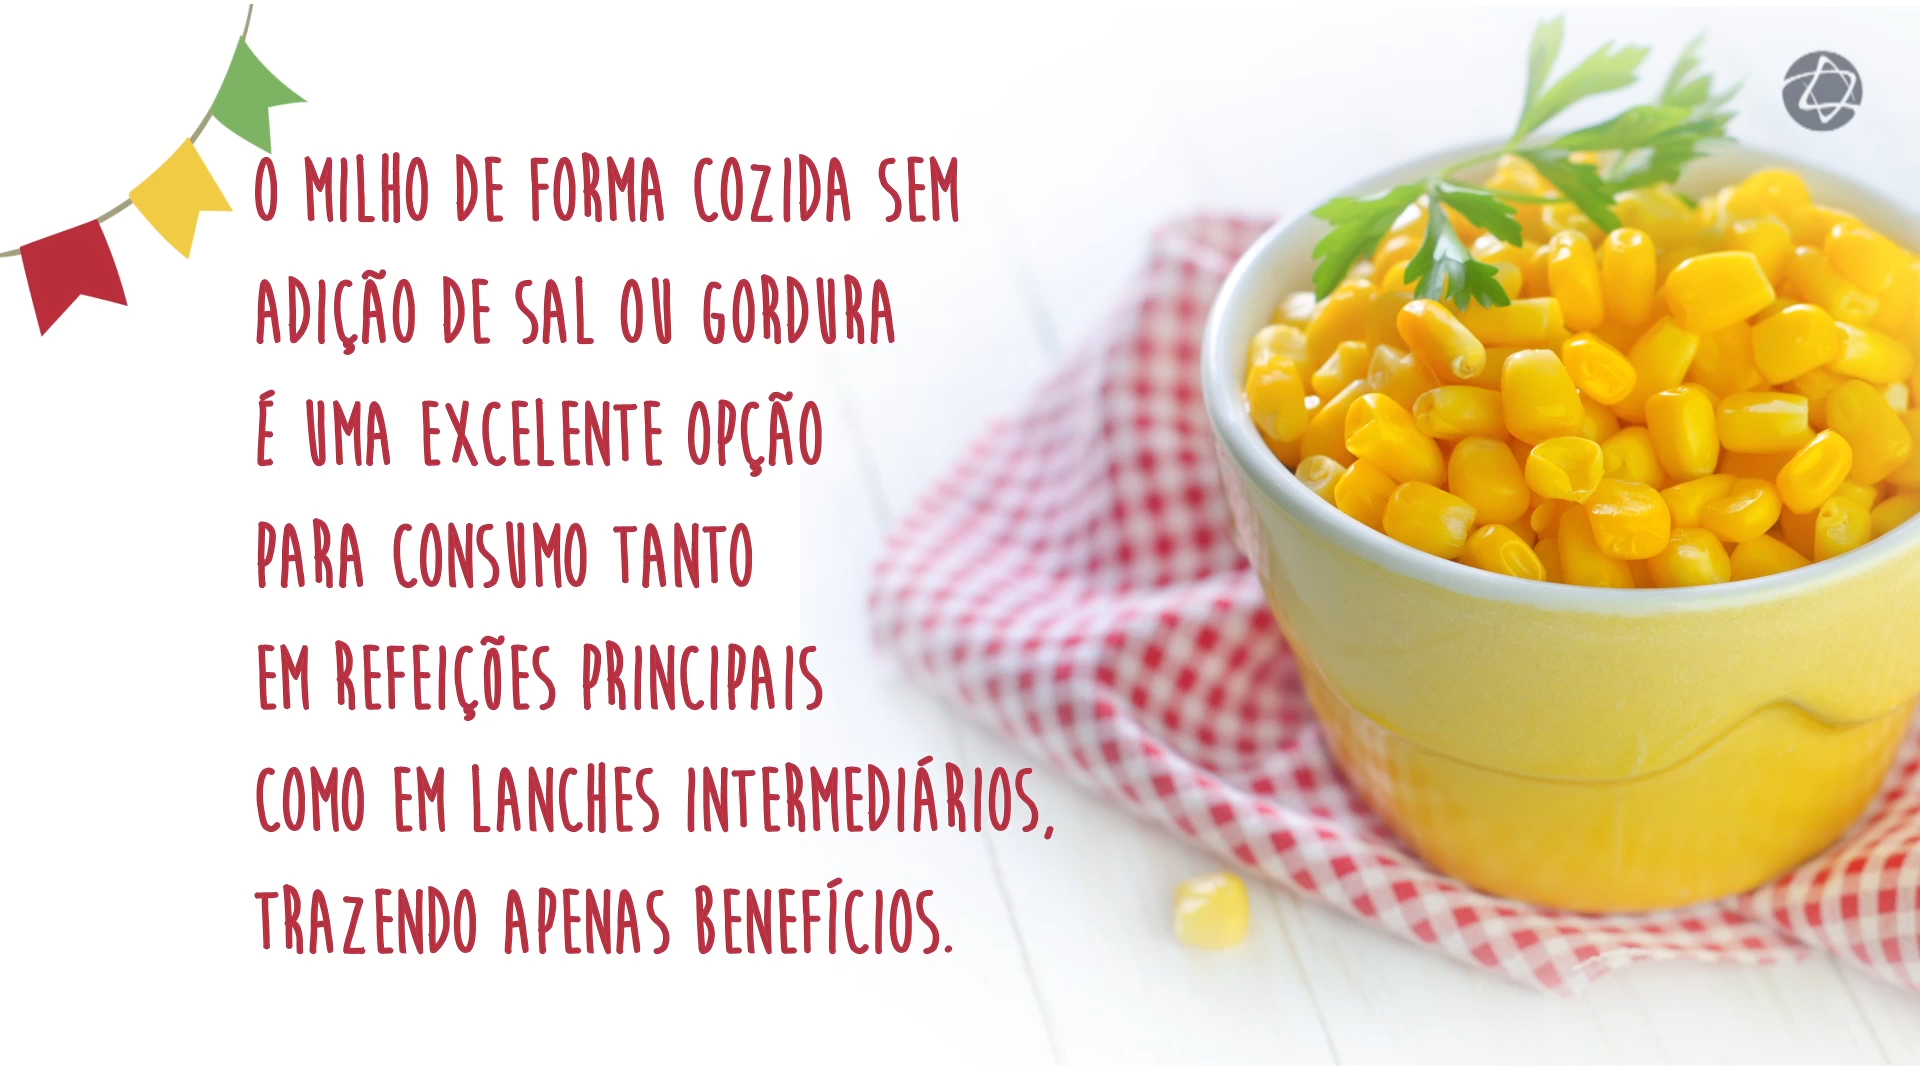 O MILHO DE FORMA COZIDA SEM
ADIÇÃO DE SAL OU GORDURA
É UMA EXCELENTE OPÇÃO
PARA CONSUMO TANTO
EM REFEIÇÕES PRINCIPAIS
COMO EM LANCHES INTERMEDIÁRIOS,
TRAZENDO APENAS BENEFÍCIOS.